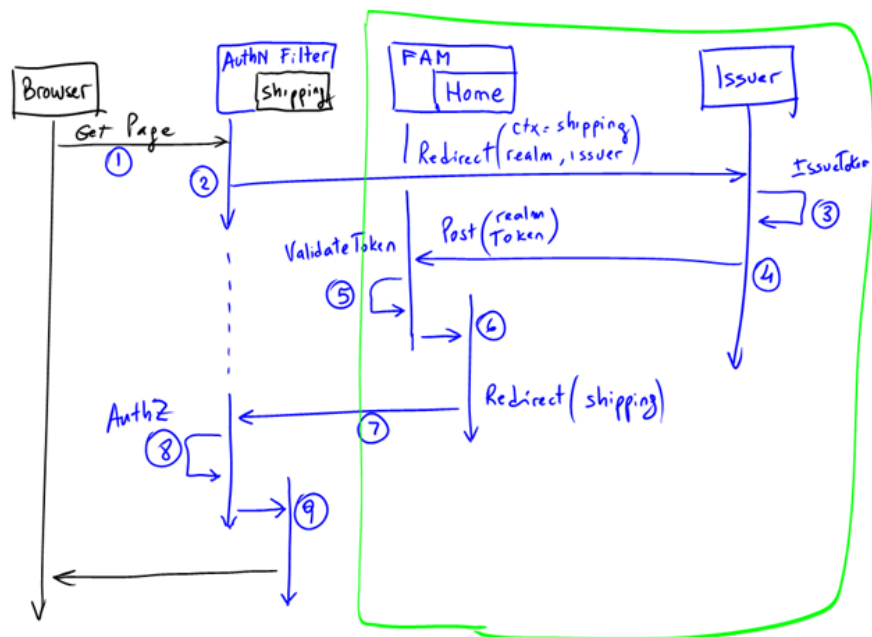 Browser
AuthN Filter
Shipping
FAM
Home
Issuer
Get Page
1
2
Redirect (ctx= shipping
realm, issuer)
IssueToken
3
Post (realm
Token)
4
ValidateToken
5
6
Redirect (shipping)
7
AuthZ
8
9